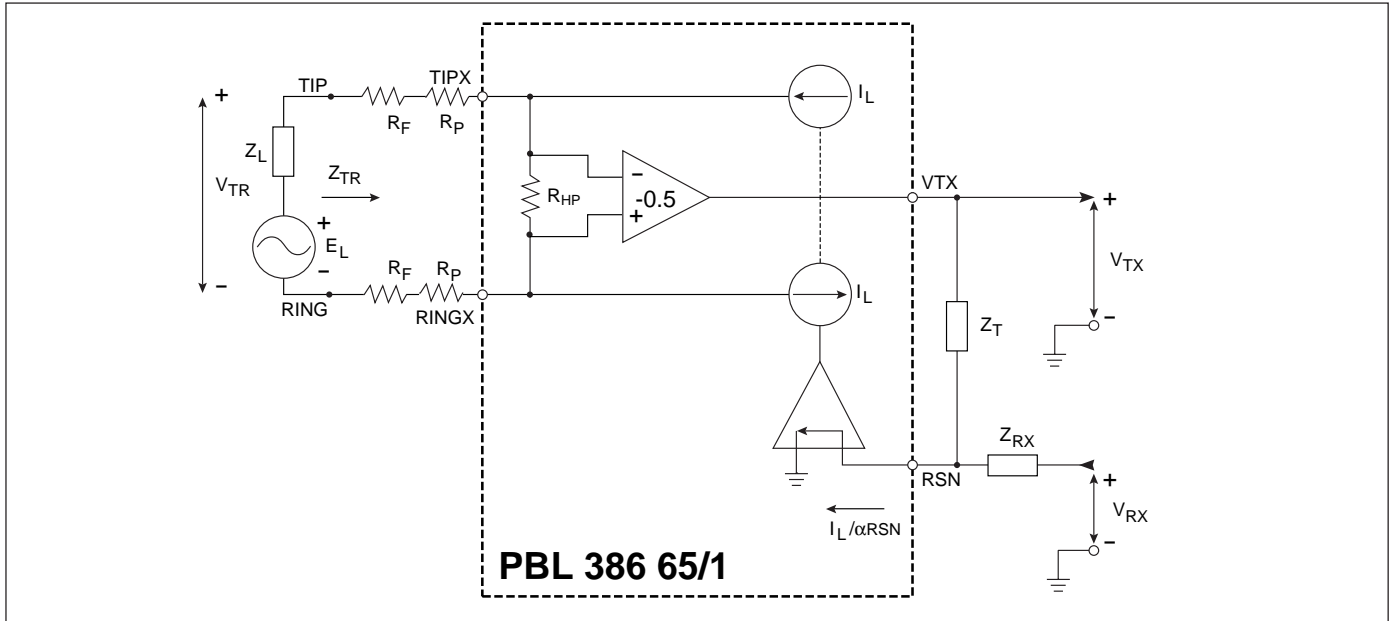 TIP
TIPX
+
R_F
R_P
I_L
Z_L
Z_TR
V_TR
R_HP
-
-0.5
+
VTX
+
+
E_L
-
V_TX
R_F
R_P
-
RING
RINGX
I_L
-
Z_T
Z_RX
RSN
+
V_RX
I_L/αRSN
-
PBL 386 65/1